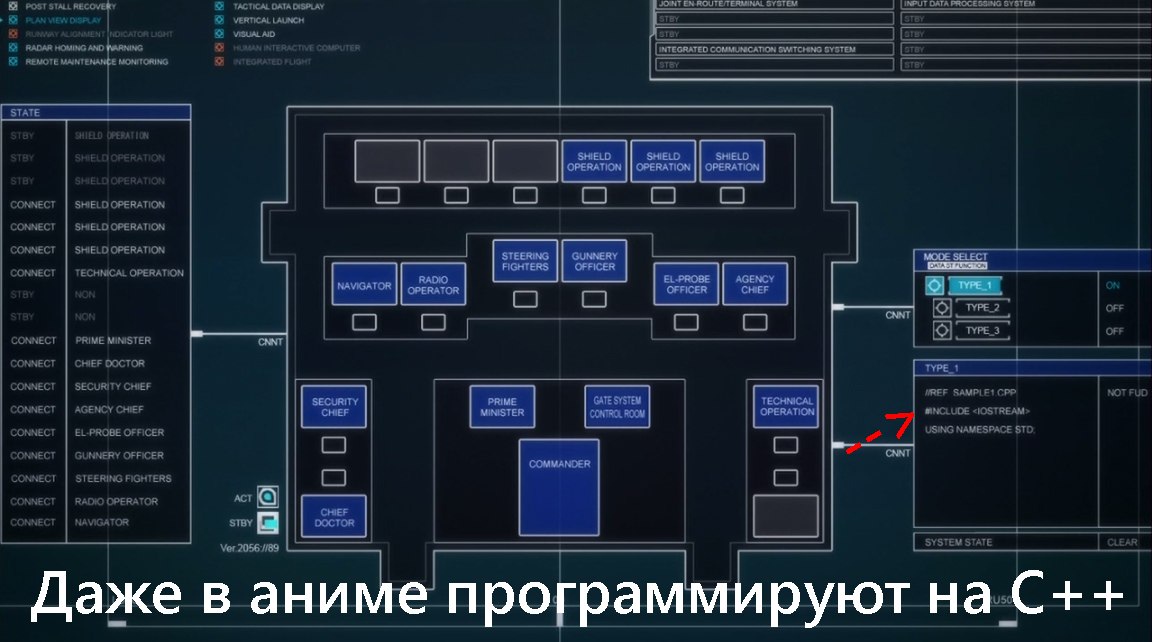 POST STALL RECOVERY
PLAN VIEW DISPLAY
RUNWAY ALIGNMENT INDICATOR LIGHT
RADAR HOMING AND WARNING
REMOTE MAINTENANCE MONITORING
TACTICAL DATA DISPLAY
VERTICAL LAUNCH
VISUAL AID
HUMAN INTERACTIVE COMPUTER
INTEGRATED FLIGHT
JOINT EN-ROUTE/TERMINAL SYSTEM
STBY
STBY
INTEGRATED COMMUNICATION SWITCHING SYSTEM
STBY
INPUT DATA PROCESSING SYSTEM
STBY
STBY
STBY
STBY
STATE
STBY SHIELD OPERATION
STBY SHIELD OPERATION
STBY SHIELD OPERATION
CONNECT SHIELD OPERATION
CONNECT SHIELD OPERATION
CONNECT SHIELD OPERATION
CONNECT TECHNICAL OPERATION
STBY NON
STBY NON
CONNECT PRIME MINISTER
CONNECT CHIEF DOCTOR
CONNECT SECURITY CHIEF
CONNECT AGENCY CHIEF
CONNECT EL-PROBE OFFICER
CONNECT GUNNERY OFFICER
CONNECT STEERING FIGHTERS
CONNECT RADIO OPERATOR
CONNECT NAVIGATOR
CNNT
ACT
STBY
Ver.2056://89
SHIELD
OPERATION
SHIELD
OPERATION
SHIELD
OPERATION
STEERING
FIGHTERS
GUNNERY
OFFICER
NAVIGATOR
RADIO
OPERATOR
EL-PROBE
OFFICER
AGENCY
CHIEF
SECURITY
CHIEF
PRIME
MINISTER
GATE SYSTEM
CONTROL ROOM
TECHNICAL
OPERATION
COMMANDER
CHIEF
DOCTOR
CNNT
CNNT
MODE SELECT
DATA ST FUNCTION
TYPE_1 ON
TYPE_2 OFF
TYPE_3 OFF
TYPE_1
//REF SAMPLE1.CPP NOT FUD
#INCLUDE <IOSTREAM>
USING NAMESPACE STD:
SYSTEM STATE CLEAR
Даже в аниме программируют на C++